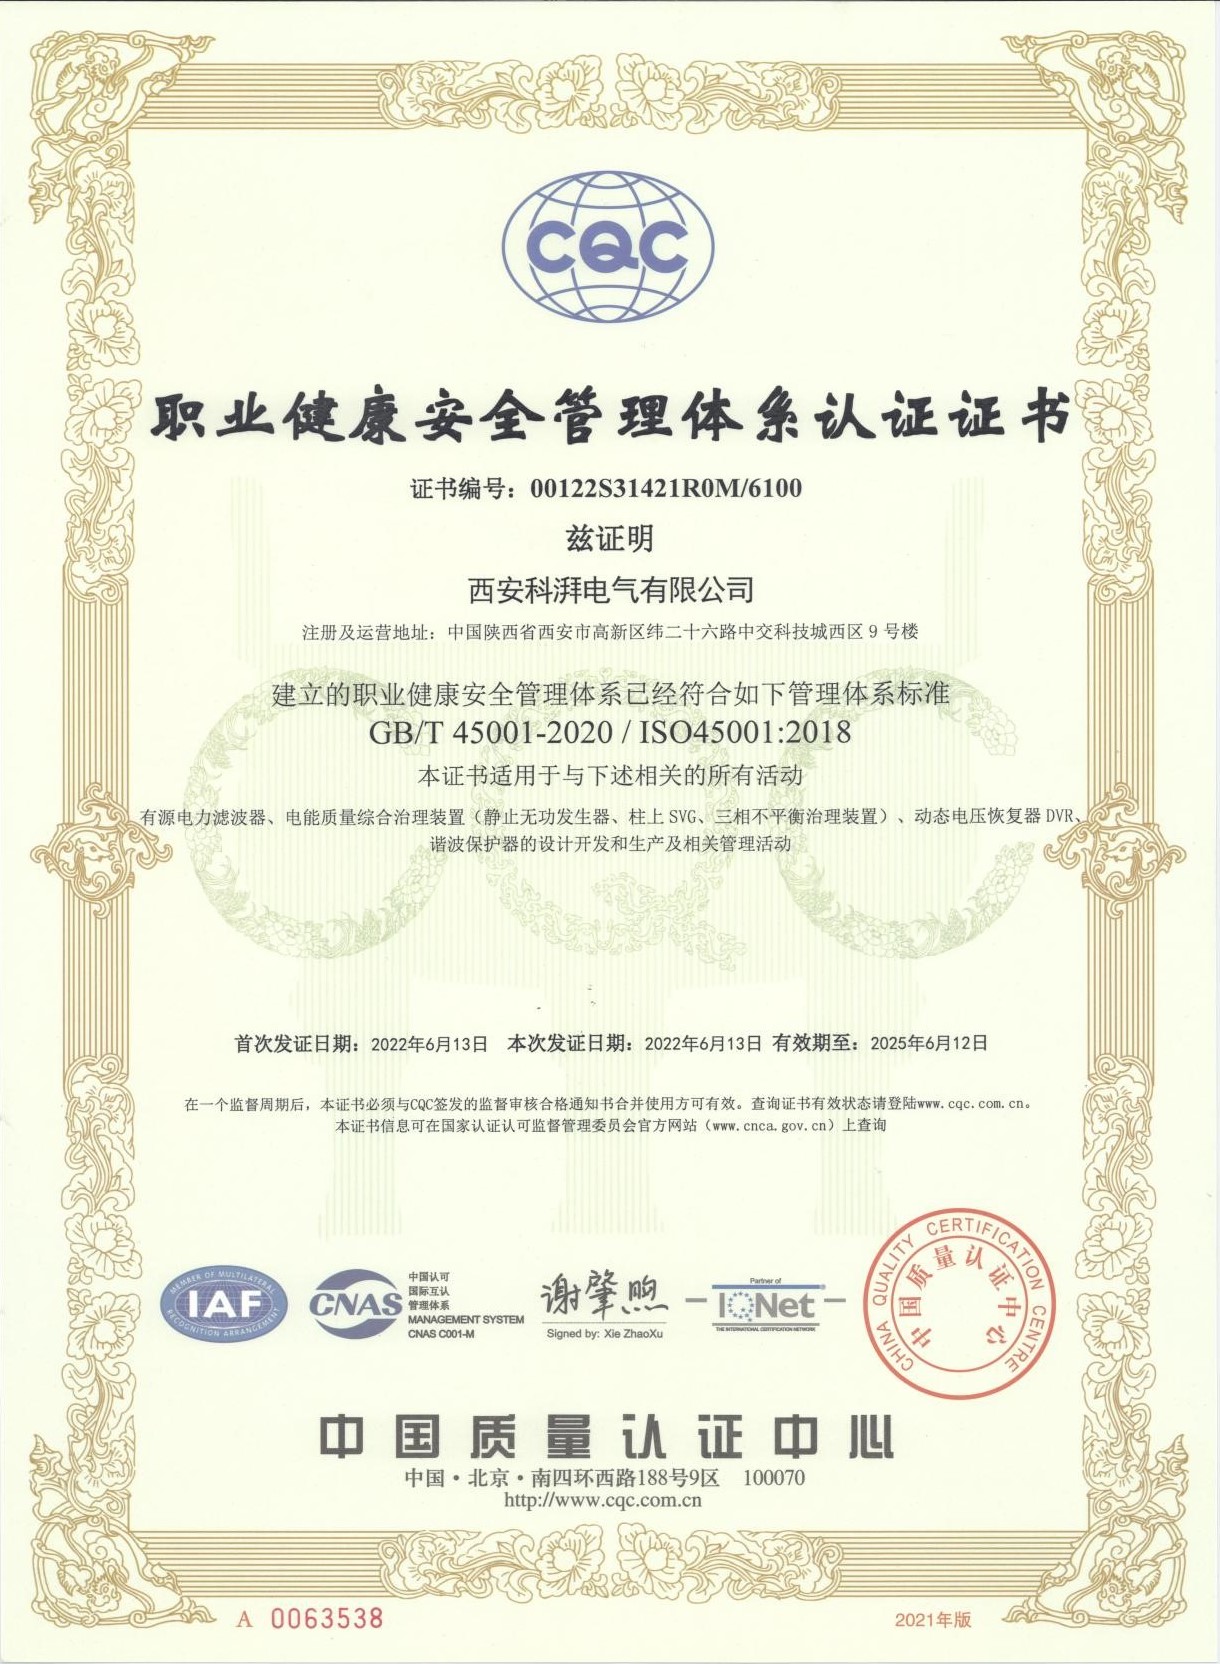 CQC
职业健康安全管理体系认证证书
证书编号：00122S31421R0M/6100
兹证明
西安科湃电气有限公司
注册及运营地址：中国陕西省西安市高新区纬二十六路中交科技城西区 9 号楼
建立的职业健康安全管理体系已经符合如下管理体系标准
GB/T 45001-2020 / ISO45001:2018
本证书适用于与下述相关的所有活动
有源电力滤波器、电能质量综合治理装置（静止无功发生器、柱上 SVG、三相不平衡治理装置）、动态电压恢复器 DVR、
谐波保护器的设计开发和生产及相关管理活动
首次发证日期：2022年6月13日 本次发证日期：2022年6月13日 有效期至：2025年6月12日
在一个监督周期后，本证书必须与CQC签发的监督审核合格通知书合并使用方可有效。查询证书有效状态请登陆www.cqc.com.cn。
本证书信息可在国家认证认可监督管理委员会官方网站（www.cnca.gov.cn）上查询
MEMBER OF MULTILATERAL
IAF
RECOGNITION ARRANGEMENT
CNAS
中国认可
国际互认
管理体系
MANAGEMENT SYSTEM
CNAS C001-M
谢肇煦
Signed by: Xie ZhaoXu
Partner of
IQNet
THE INTERNATIONAL CERTIFICATION NETWORK
CHINA QUALITY CERTIFICATION CENTRE
中国质量认证中心
中国质量认证中心
中国·北京·南四环西路188号9区 100070
http://www.cqc.com.cn
A 0063538
2021年版